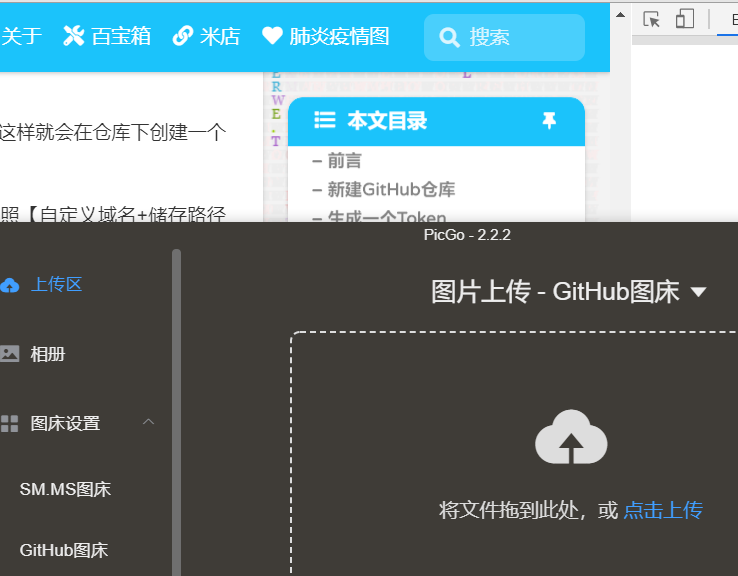 关于 百宝箱 米店 肺炎疫情图 搜索
E
R
W
E
.
T
L
这样就会在仓库下创建一个
本文目录
– 前言
– 新建GitHub仓库
– 生成一个Token
照【自定义域名+储存路径
PicGo - 2.2.2
上传区
图片上传 - GitHub图床
相册
图床设置
SM.MS图床
GitHub图床
将文件拖到此处，或 点击上传